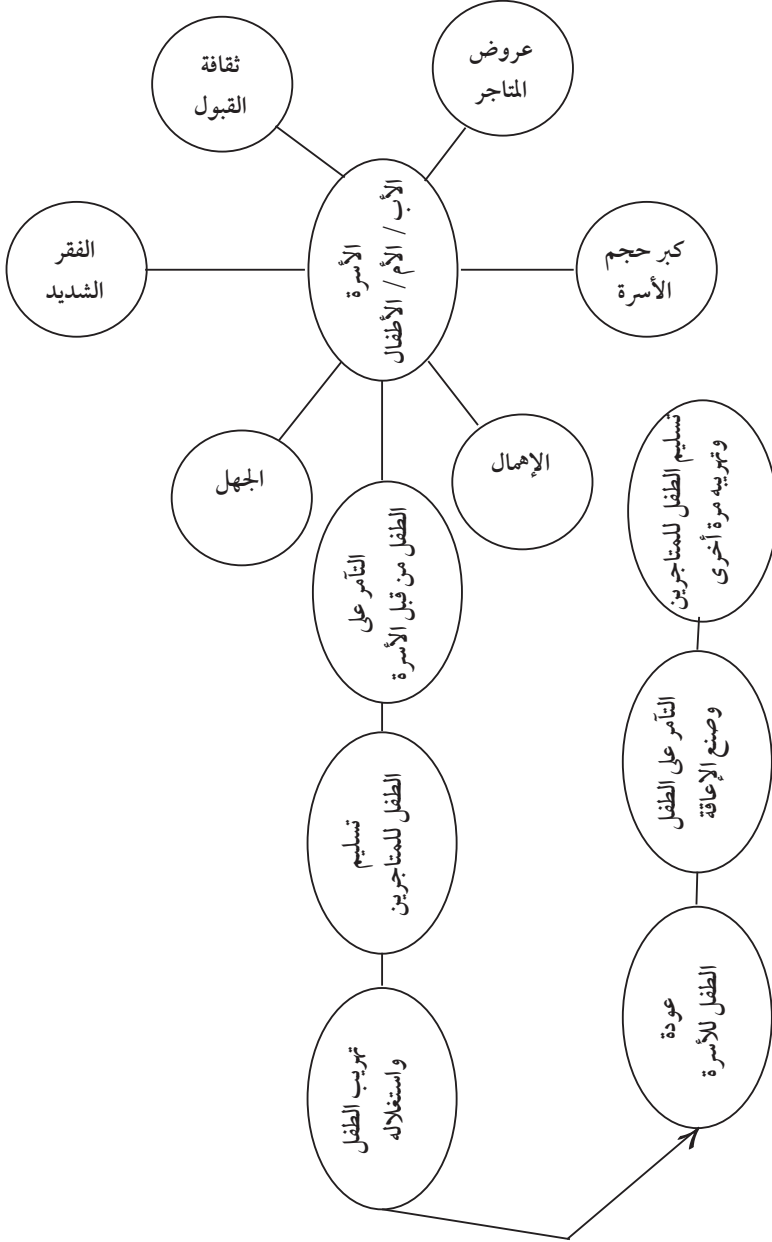 ثقافة
القبول
عروض
المتاجر
الفقر
الشديد
الأسرة
الأب / الأم / الأطفال
كبر حجم
الأسرة
الجهل
الإهمال
التآمر على
الطفل من قبل الأسرة
تسليم
الطفل للمتاجرين
تهريب الطفل
واستغلاله
عودة
الطفل للأسرة
التآمر على الطفل
وصنع الإعاقة
تسليم الطفل للمتاجرين
وتهريبه مرة أخرى